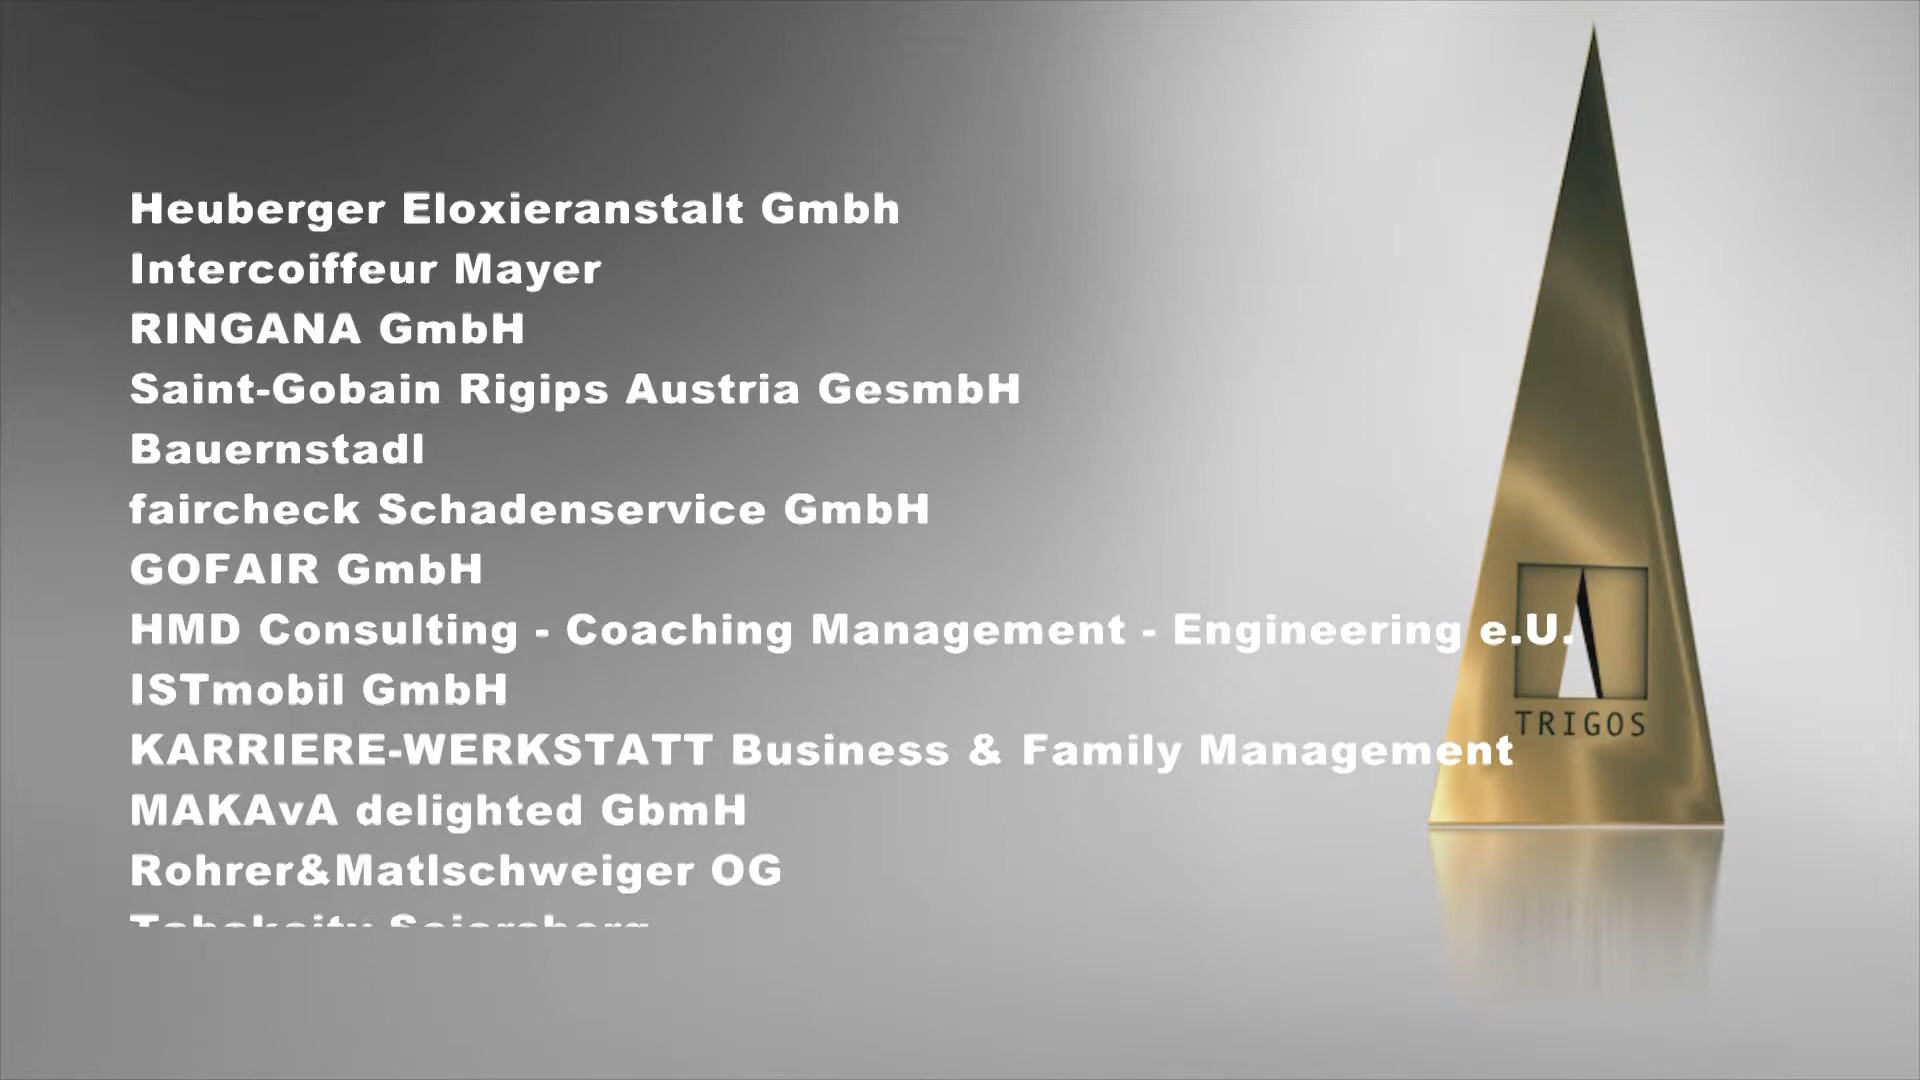 Heuberger Eloxieranstalt Gmbh
Intercoiffeur Mayer
RINGANA GmbH
Saint-Gobain Rigips Austria GesmbH
Bauernstadl
faircheck Schadenservice GmbH
GOFAIR GmbH
HMD Consulting - Coaching Management - Engineering e.U.
ISTmobil GmbH
KARRIERE-WERKSTATT Business & Family Management
MAKAvA delighted GbmH
Rohrer&Matlschweiger OG
TRIGOS